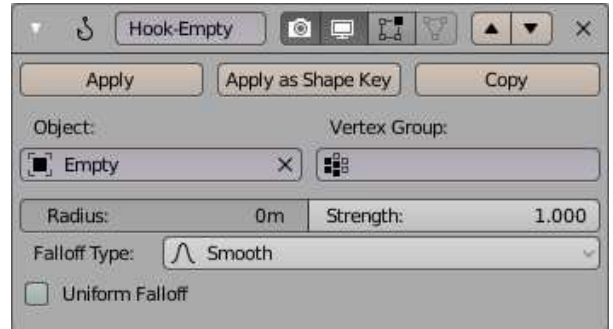 Hook-Empty
Apply Apply as Shape Key Copy
Object: Vertex Group:
Empty
Radius: 0m Strength: 1.000
Falloff Type: Smooth
Uniform Falloff